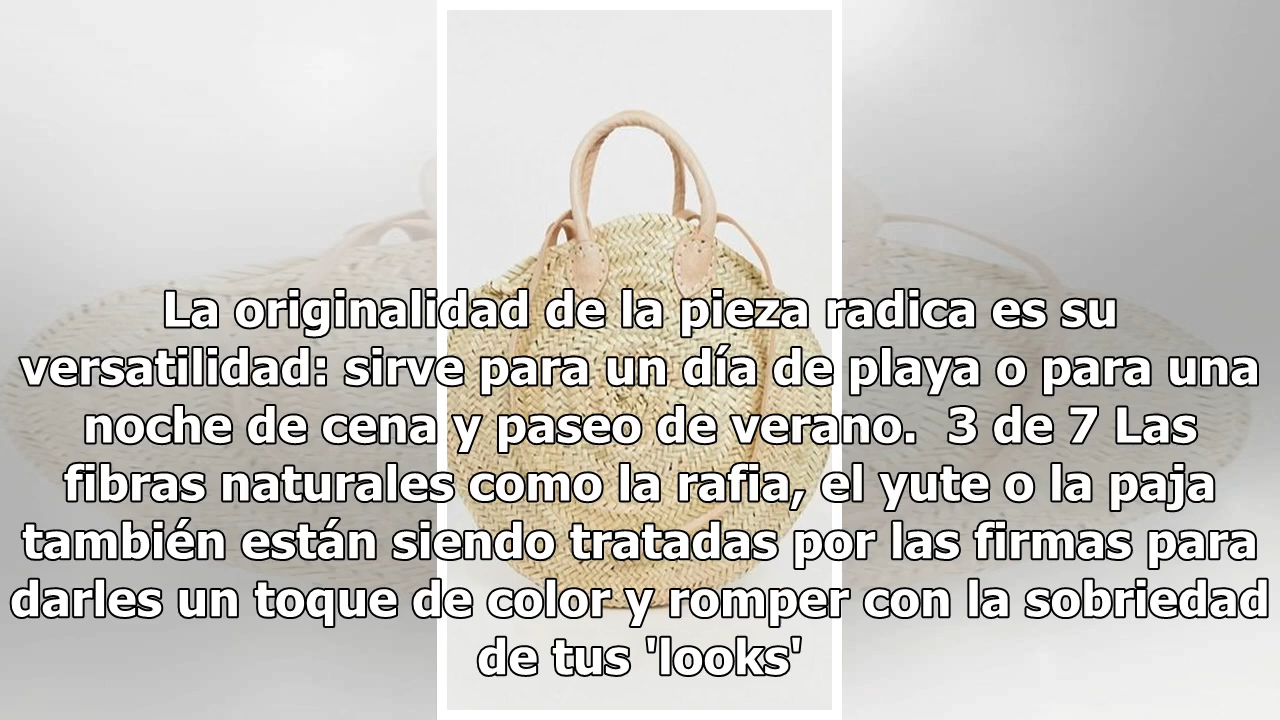 La originalidad de la pieza radica es su
versatilidad: sirve para un día de playa o para una
noche de cena y paseo de verano.  3 de 7 Las
fibras naturales como la rafia, el yute o la paja
también están siendo tratadas por las firmas para
darles un toque de color y romper con la sobriedad
de tus 'looks'